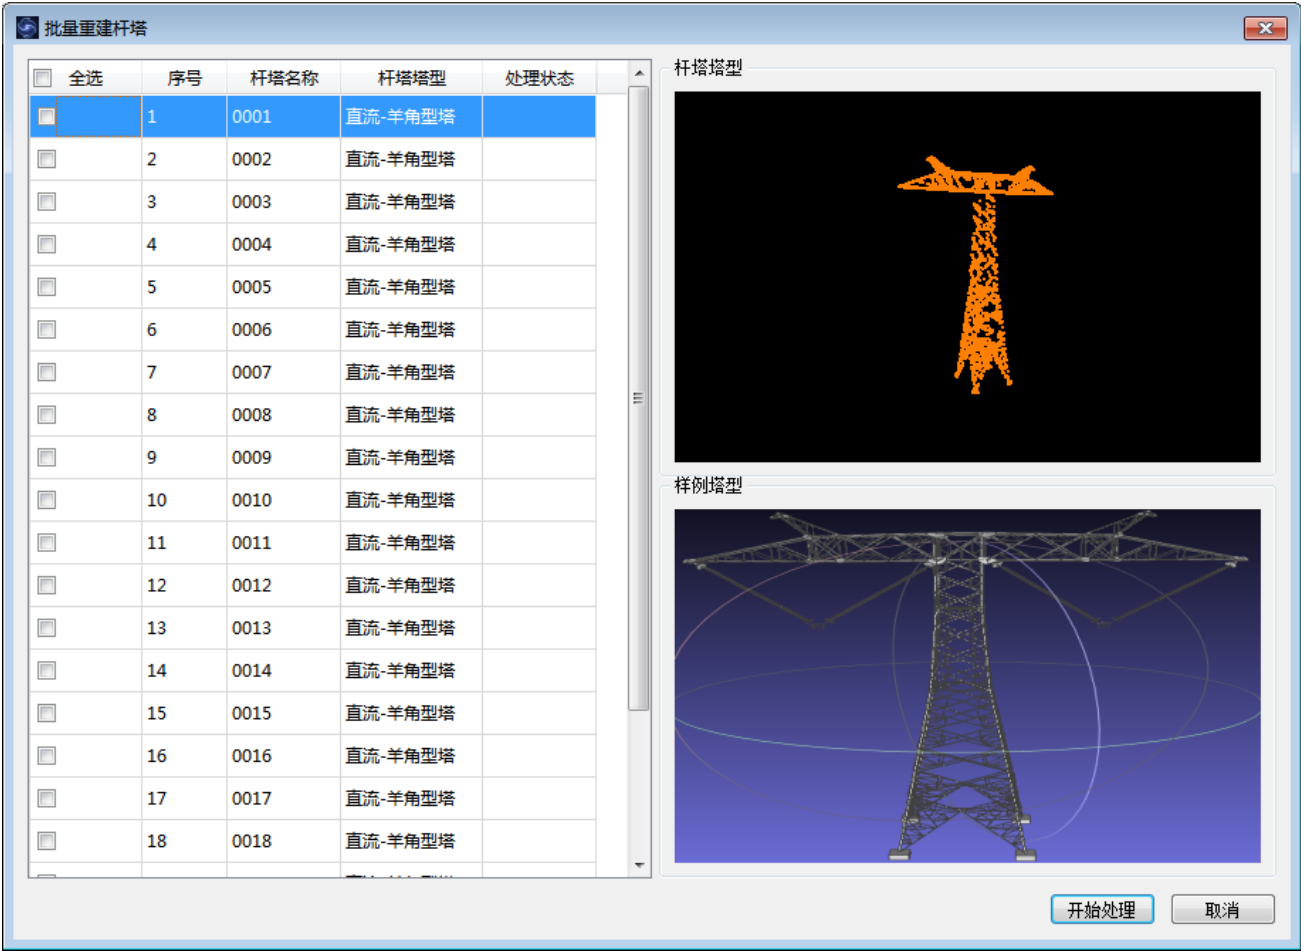 批量重建杆塔
全选 序号 杆塔名称 杆塔塔型 处理状态
1 0001 直流-羊角型塔
2 0002 直流-羊角型塔
3 0003 直流-羊角型塔
4 0004 直流-羊角型塔
5 0005 直流-羊角型塔
6 0006 直流-羊角型塔
7 0007 直流-羊角型塔
8 0008 直流-羊角型塔
9 0009 直流-羊角型塔
10 0010 直流-羊角型塔
11 0011 直流-羊角型塔
12 0012 直流-羊角型塔
13 0013 直流-羊角型塔
14 0014 直流-羊角型塔
15 0015 直流-羊角型塔
16 0016 直流-羊角型塔
17 0017 直流-羊角型塔
18 0018 直流-羊角型塔
杆塔塔型
样例塔型
开始处理 取消